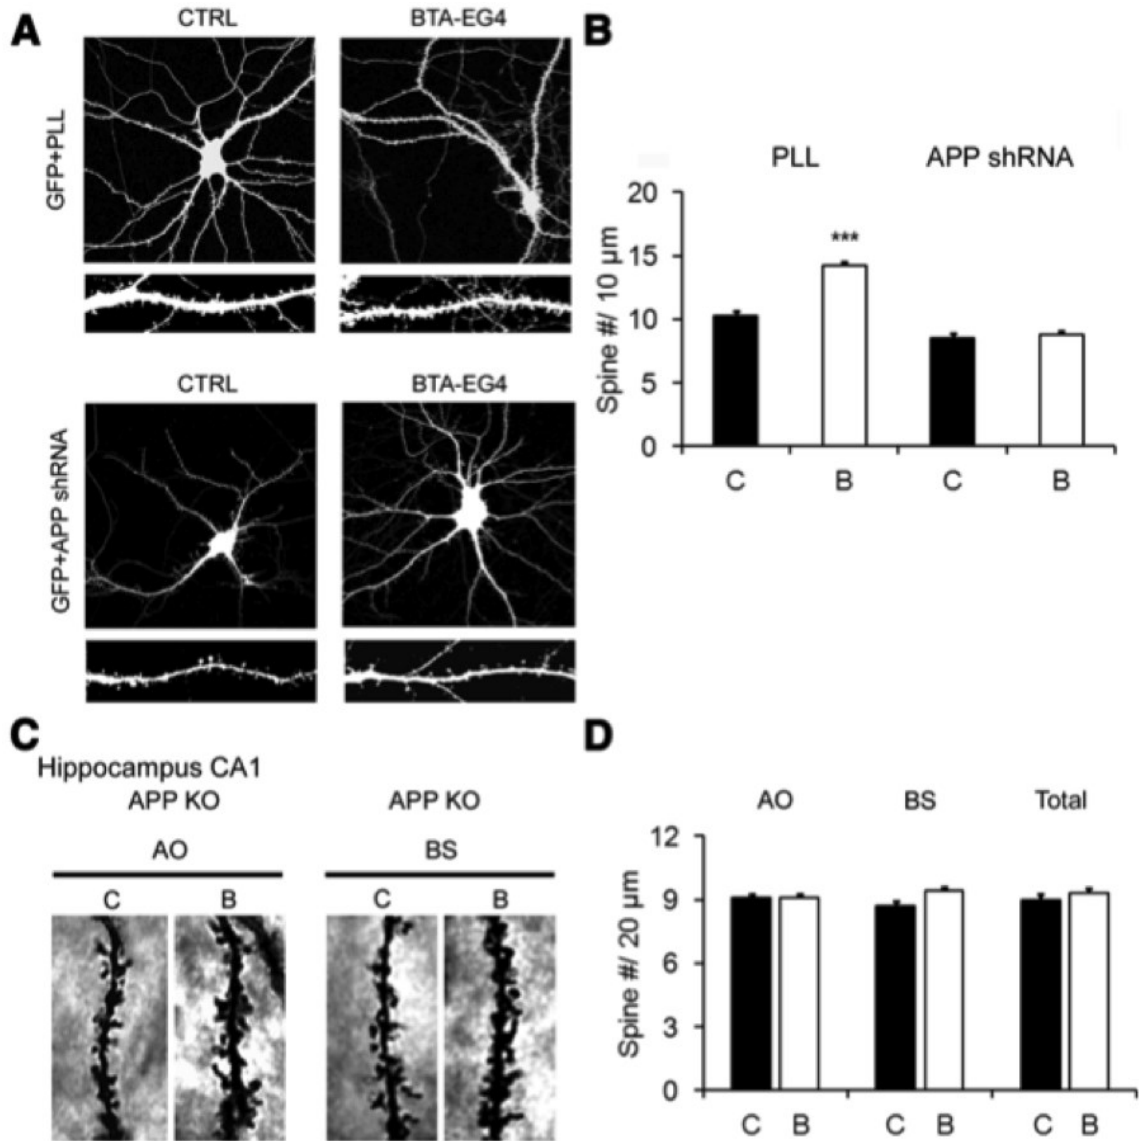 A
CTRL BTA-EG4
GFP+PLL
CTRL BTA-EG4
GFP+APP shRNA
B
PLL APP shRNA
Spine #/ 10 µm
20
15
10
5
0
***
C B C B
C
Hippocampus CA1
APP KO APP KO
AO BS
C B C B
D
AO BS Total
Spine #/ 20 µm
12
9
6
3
0
C B C B C B